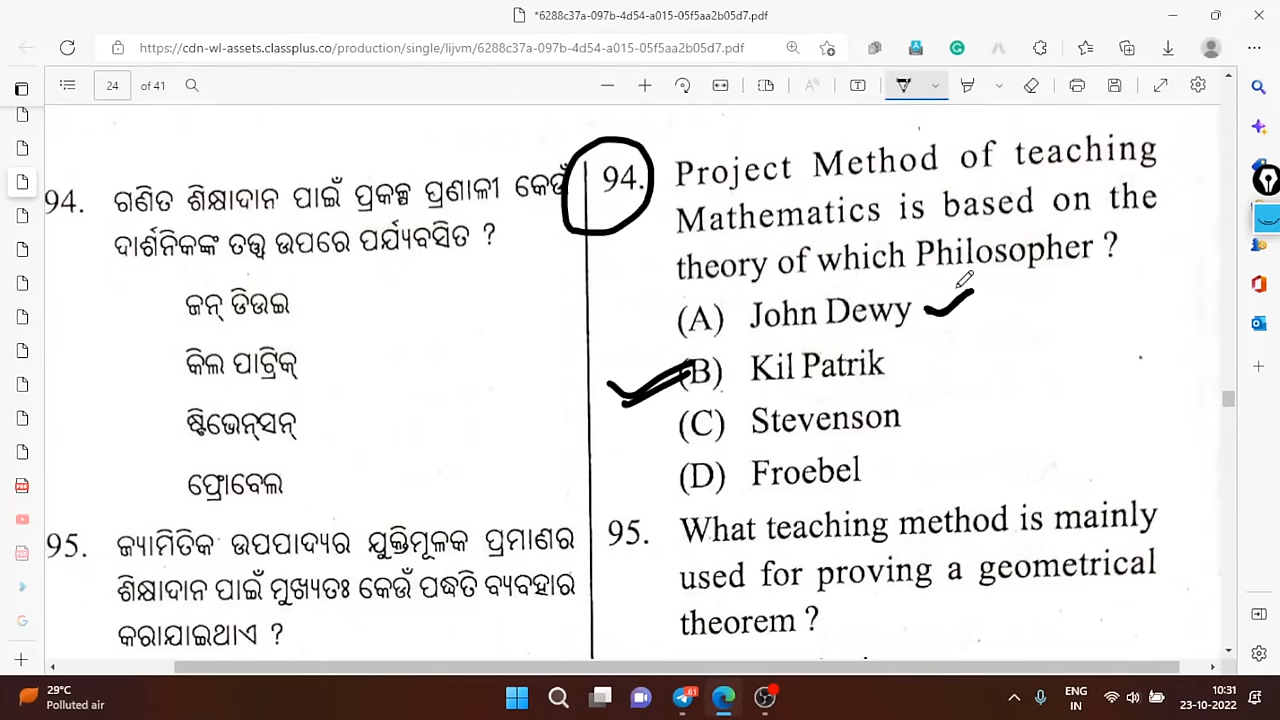 *6288c37a-097b-4d54-a015-05f5aa2b05d7.pdf
https://cdn-wl-assets.classplus.co/production/single/lijvm/6288c37a-097b-4d54-a015-05f5aa2b05d7.pdf
24 of 41
94. ଗଣିତ ଶିକ୍ଷାଦାନ ପାଇଁ ପ୍ରକଳ୍ପ ପ୍ରଣାଳୀ କେଉଁ
ଦାର୍ଶନିକଙ୍କ ତତ୍ତ୍ୱ ଉପରେ ପର୍ଯ୍ୟବସିତ ?
ଜନ୍ ଡିଉଇ
କିଲ ପାଟ୍ରିକ୍
ଷ୍ଟିଭେନ୍‌ସନ୍
ଫ୍ରୋବେଲ
95. ଜ୍ୟାମିତିକ ଉପପାଦ୍ୟର ଯୁକ୍ତିମୂଳକ ପ୍ରମାଣର
ଶିକ୍ଷାଦାନ ପାଇଁ ମୁଖ୍ୟତଃ କେଉଁ ପଦ୍ଧତି ବ୍ୟବହାର
କରାଯାଇଥାଏ ?
94. Project Method of teaching
Mathematics is based on the
theory of which Philosopher ?
(A) John Dewy
(B) Kil Patrik
(C) Stevenson
(D) Froebel
95. What teaching method is mainly
used for proving a geometrical
theorem ?
29°C
Polluted air
.61
ENG
IN
10:31
23-10-2022